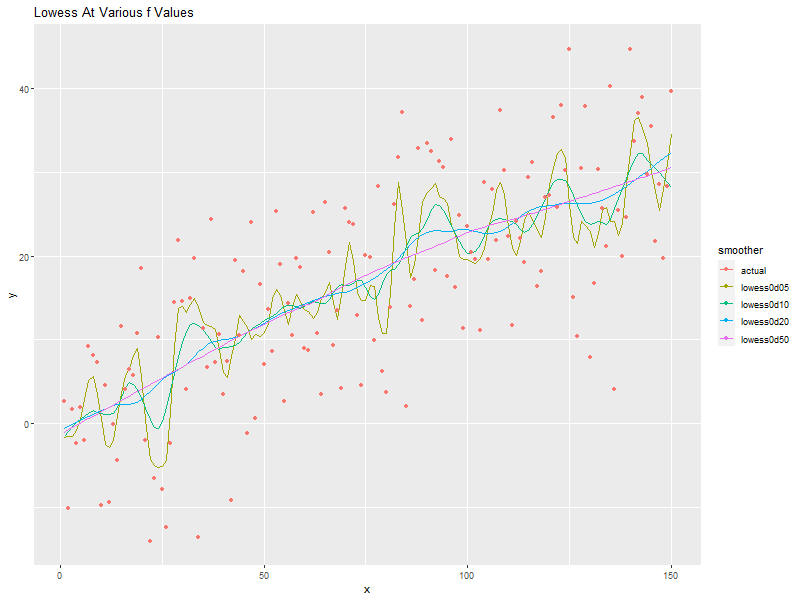 Lowess At Various f Values
40
20
0
y
0 50 100 150
x
smoother
actual
lowess0d05
lowess0d10
lowess0d20
lowess0d50